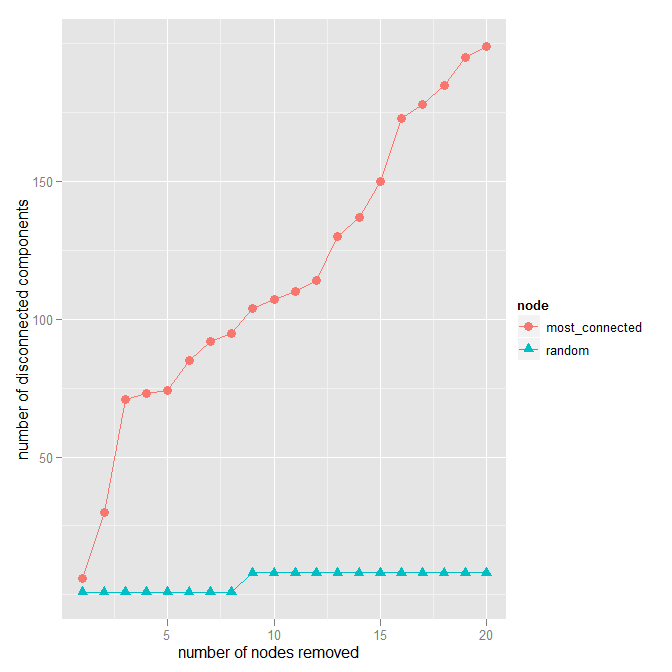 150
100
50
number of disconnected components
5
10
15
20
number of nodes removed
node
most_connected
random